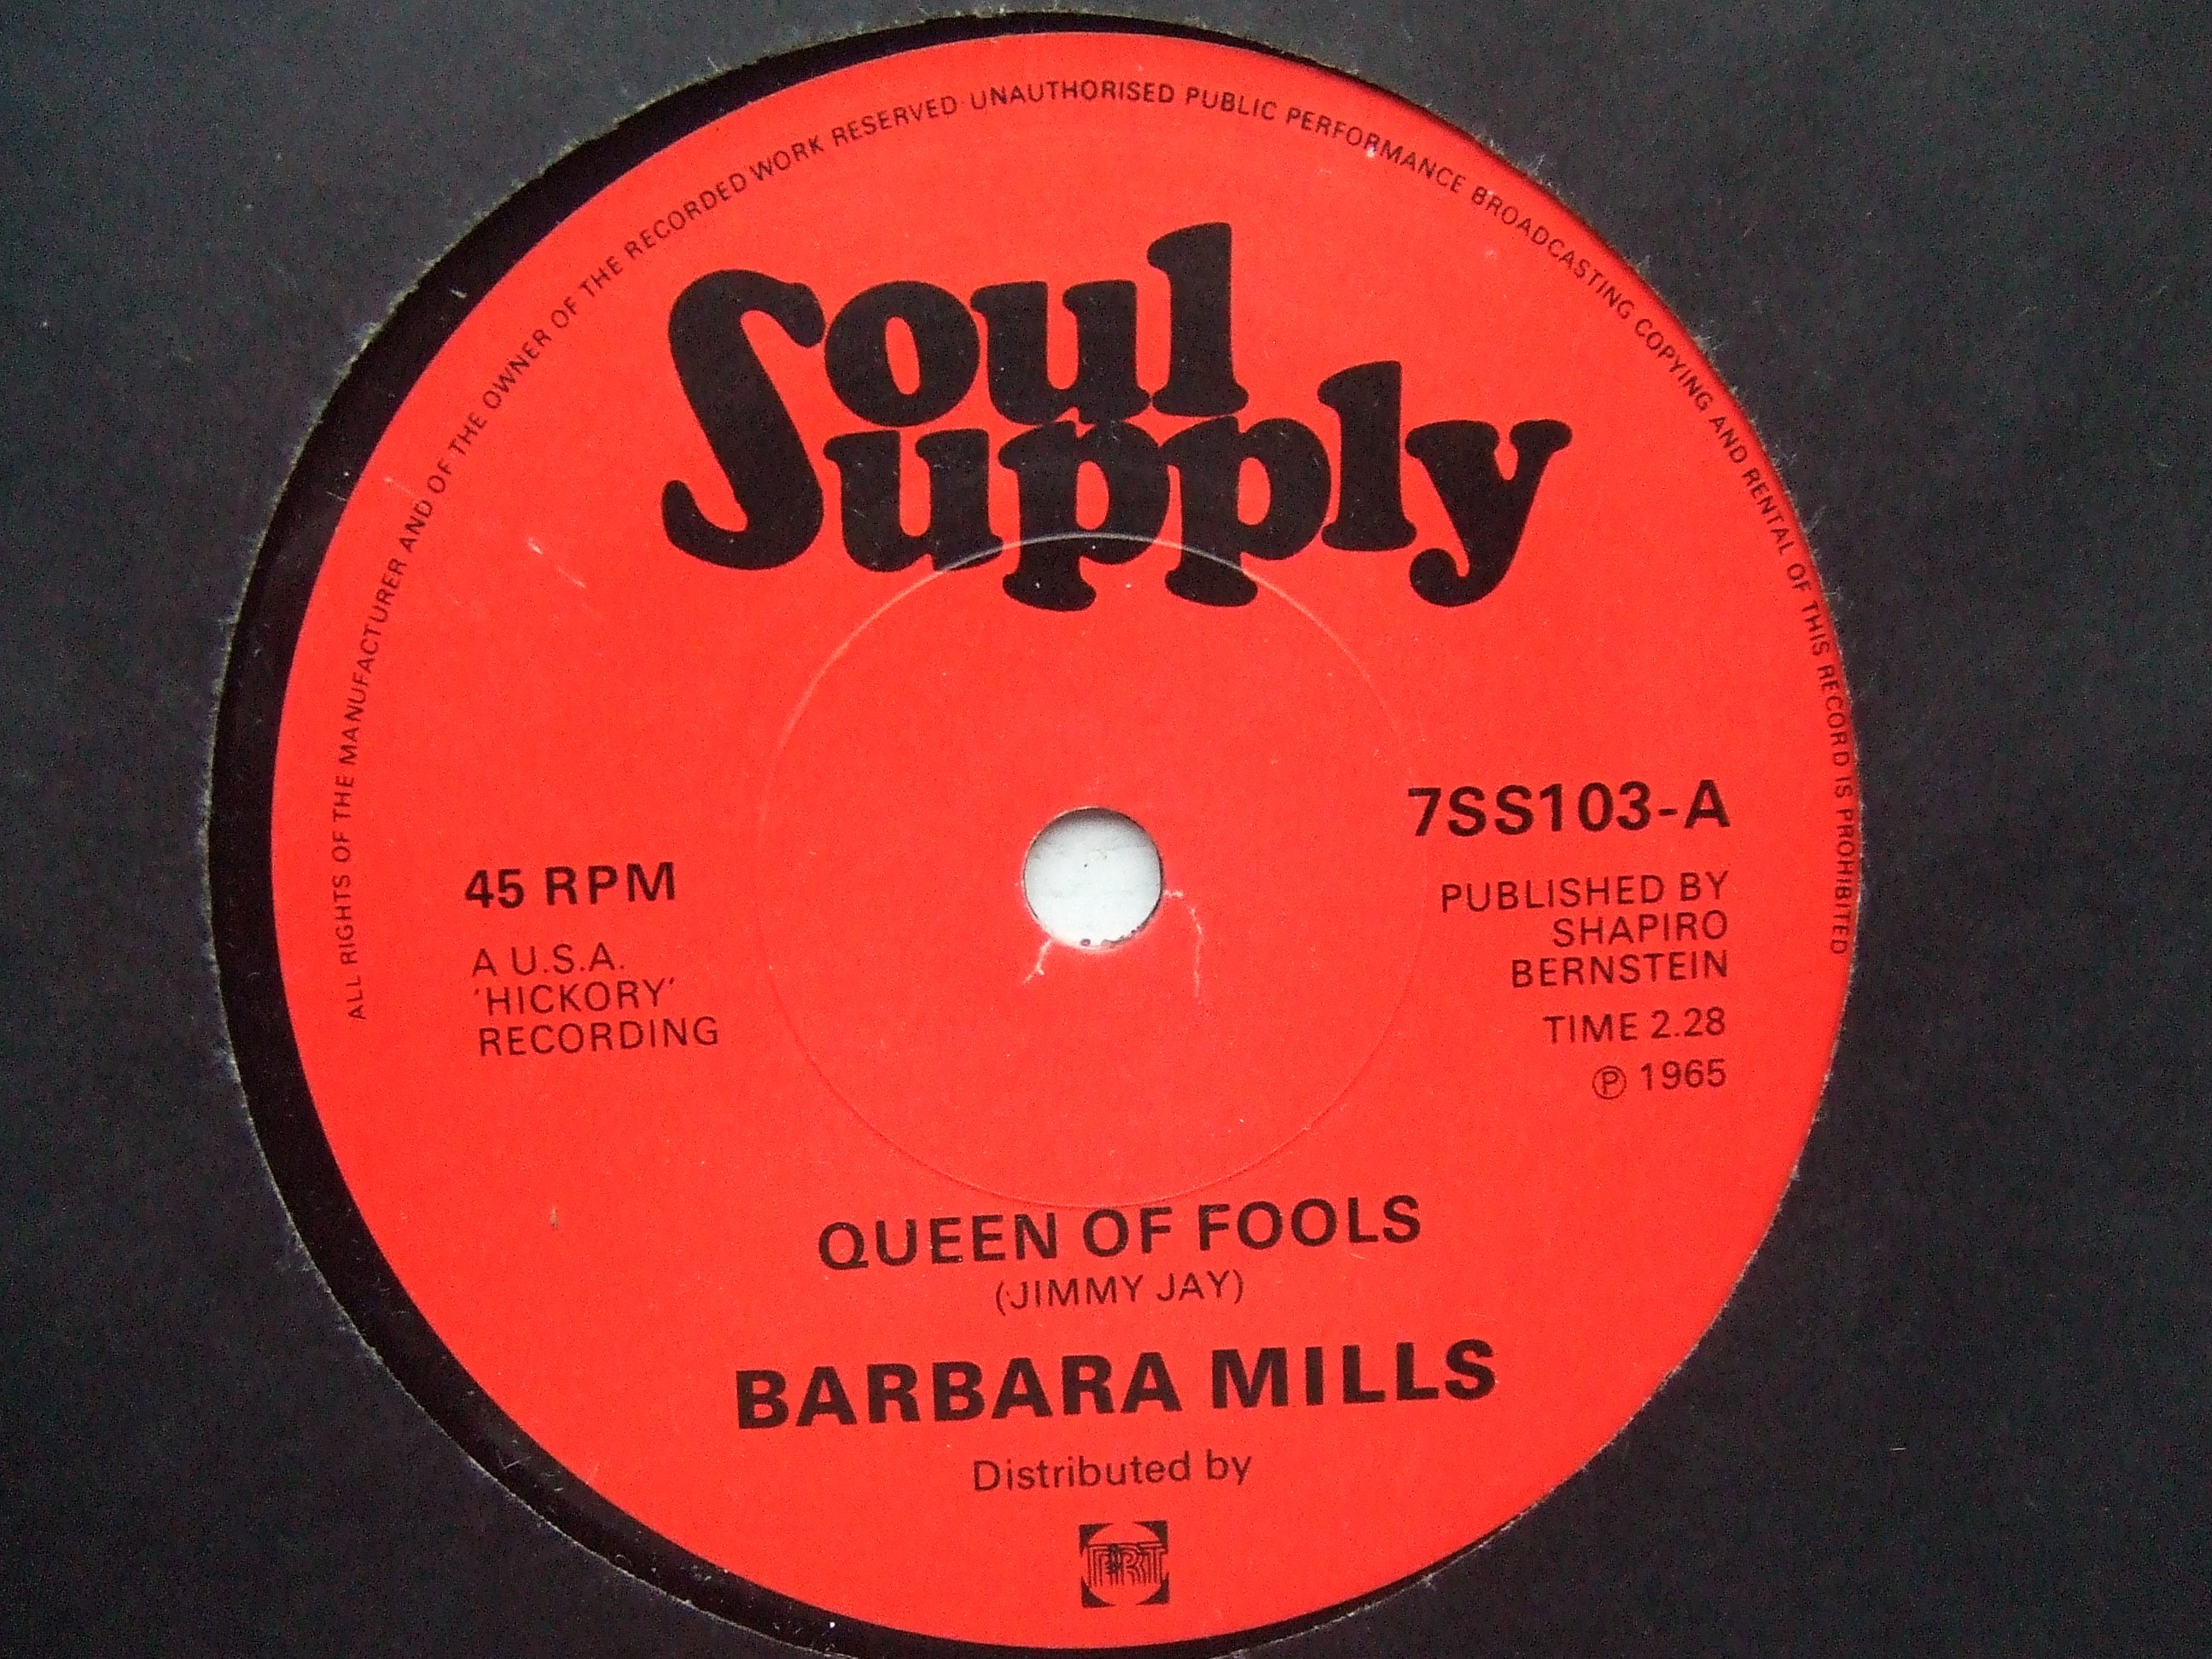 ALL RIGHTS OF THE MANUFACTURER AND OF THE OWNER OF THE RECORDED WORK RESERVED UNAUTHORISED PUBLIC PERFORMANCE BROADCASTING COPYING AND RENTAL OF THIS RECORD IS PROHIBITED
Soul
Supply
7SS103-A
45 RPM
PUBLISHED BY
SHAPIRO
BERNSTEIN
A U.S.A.
'HICKORY'
RECORDING
TIME 2.28
℗ 1965
QUEEN OF FOOLS
(JIMMY JAY)
BARBARA MILLS
Distributed by
PRT